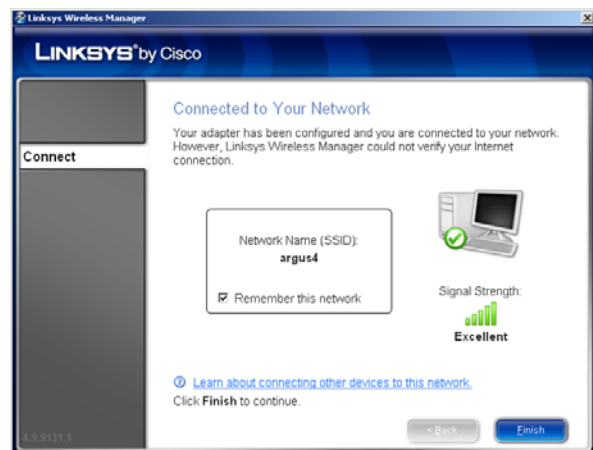 Linksys Wireless Manager
LINKSYS® by Cisco
Connect
Connected to Your Network
Your adapter has been configured and you are connected to your network.
However, Linksys Wireless Manager could not verify your Internet
connection.
Network Name (SSID):
argus4
Remember this network
Signal Strength:
Excellent
Learn about connecting other devices to this network.
Click Finish to continue.
4.9.9131.1
< Back
Finish